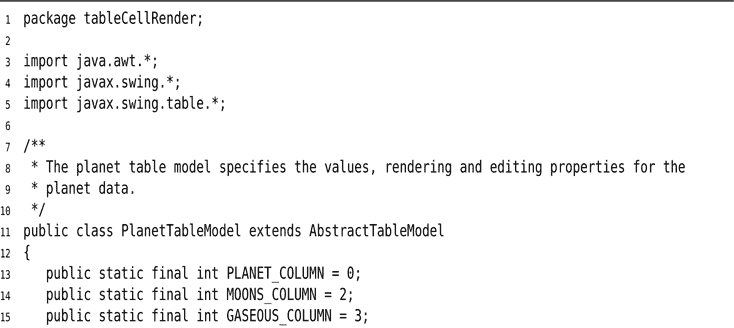 1 package tableCellRender;
2
3 import java.awt.*;
4 import javax.swing.*;
5 import javax.swing.table.*;
6
7 /**
8  * The planet table model specifies the values, rendering and editing properties for the
9  * planet data.
10  */
11 public class PlanetTableModel extends AbstractTableModel
12 {
13    public static final int PLANET_COLUMN = 0;
14    public static final int MOONS_COLUMN = 2;
15    public static final int GASEOUS_COLUMN = 3;